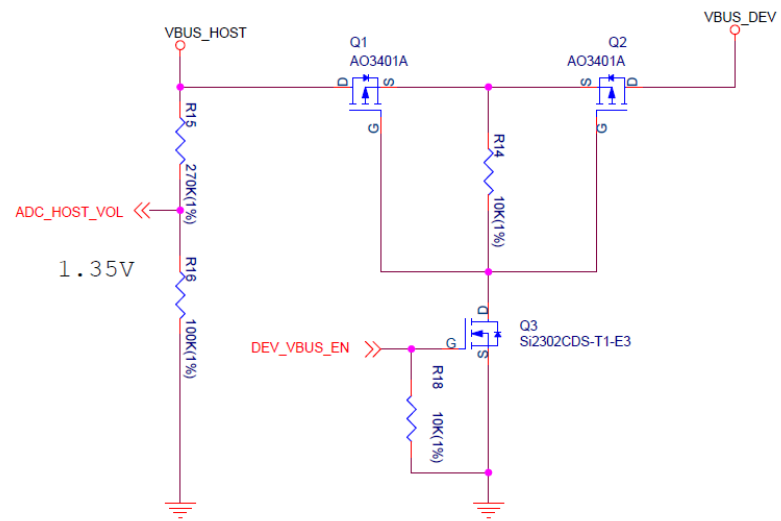 VBUS_HOST
VBUS_DEV
Q1
AO3401A
Q2
AO3401A
D
S
S
D
G
G
R15
270K(1%)
R14
10K(1%)
ADC_HOST_VOL
1.35V
R16
100K(1%)
D
Q3
Si2302CDS-T1-E3
DEV_VBUS_EN
G
S
R18
10K(1%)